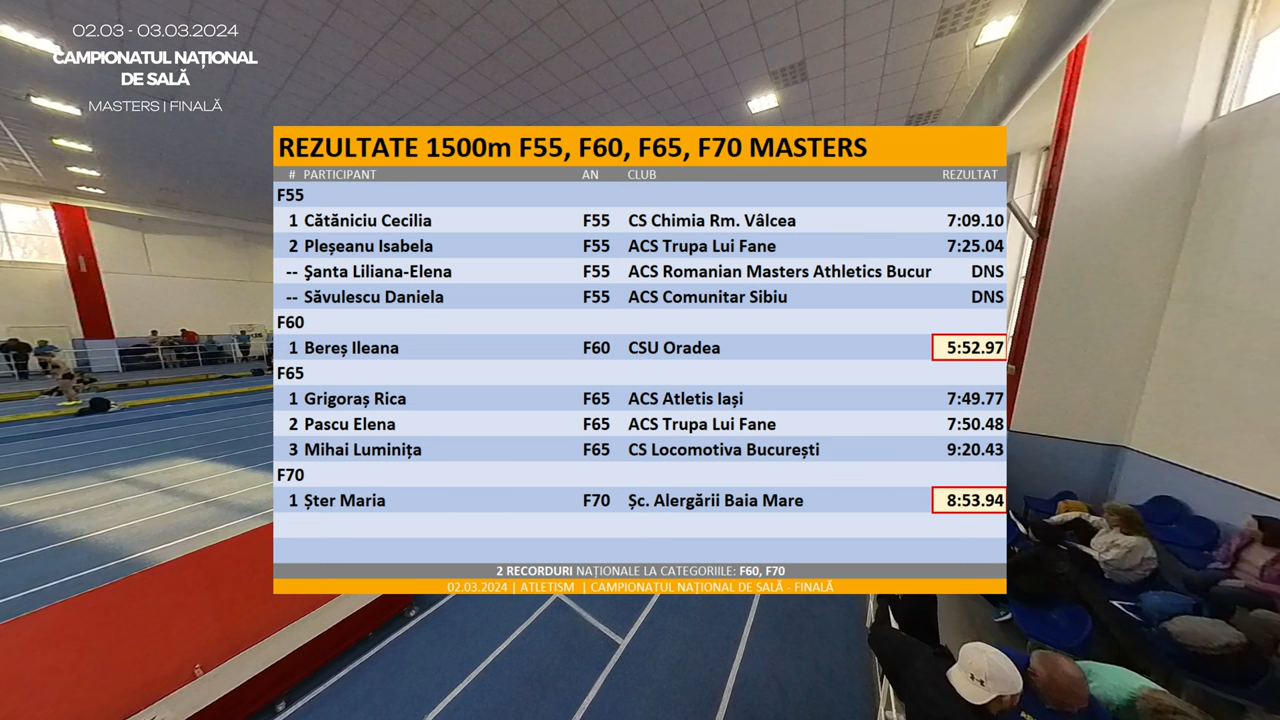 02.03 - 03.03.2024
CAMPIONATUL NAȚIONAL
DE SALĂ
MASTERS | FINALĂ
REZULTATE 1500m F55, F60, F65, F70 MASTERS
# PARTICIPANT AN CLUB REZULTAT
F55
1 Cătăniciu Cecilia F55 CS Chimia Rm. Vâlcea 7:09.10
2 Pleșeanu Isabela F55 ACS Trupa Lui Fane 7:25.04
-- Șanta Liliana-Elena F55 ACS Romanian Masters Athletics Bucur DNS
-- Săvulescu Daniela F55 ACS Comunitar Sibiu DNS
F60
1 Bereș Ileana F60 CSU Oradea 5:52.97
F65
1 Grigoraș Rica F65 ACS Atletis Iași 7:49.77
2 Pascu Elena F65 ACS Trupa Lui Fane 7:50.48
3 Mihai Luminița F65 CS Locomotiva București 9:20.43
F70
1 Șter Maria F70 Șc. Alergării Baia Mare 8:53.94
2 RECORDURI NAȚIONALE LA CATEGORIILE: F60, F70
02.03.2024 | ATLETISM | CAMPIONATUL NAȚIONAL DE SALĂ - FINALĂ